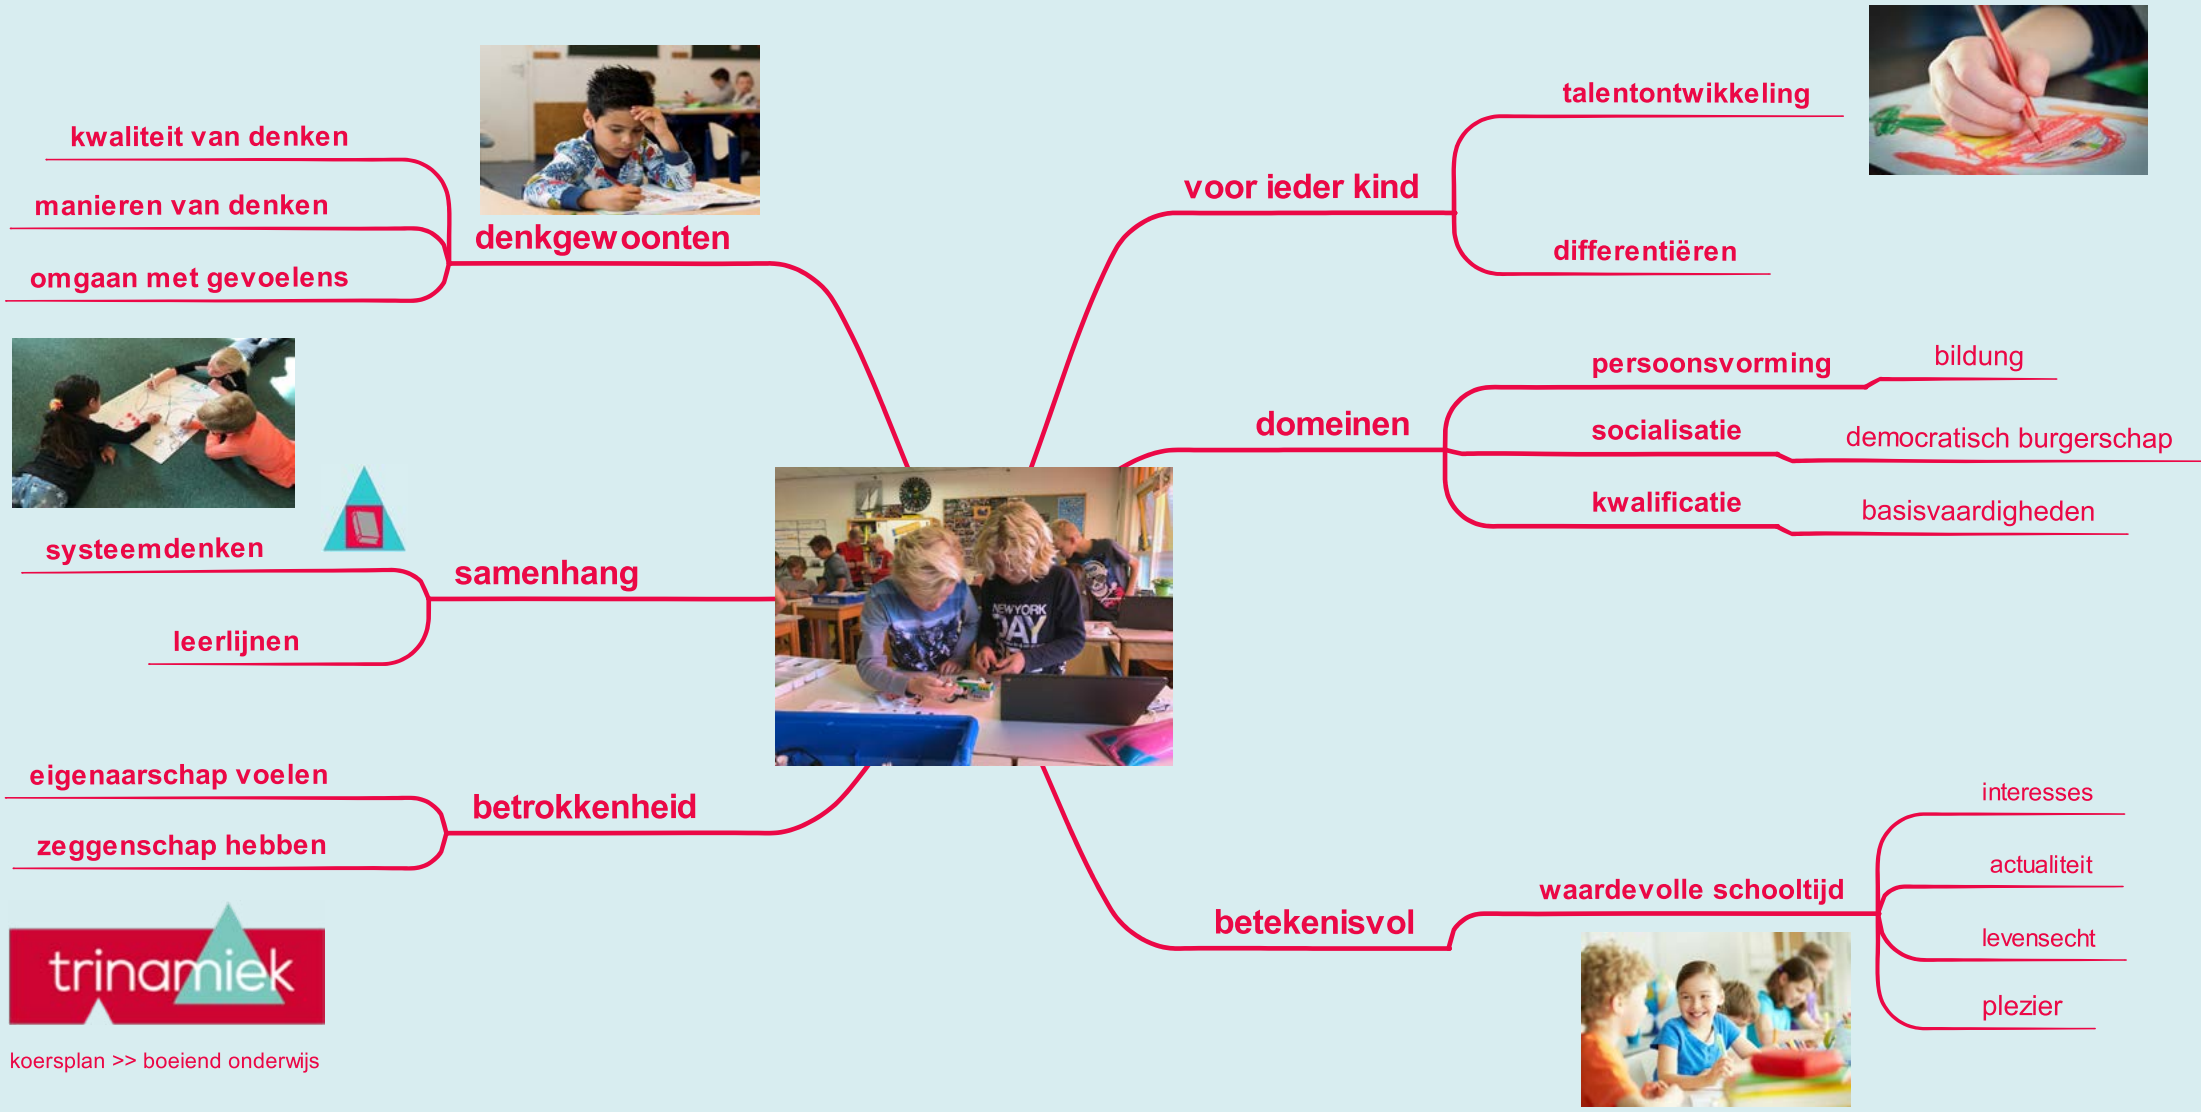 kwaliteit van denken
manieren van denken
omgaan met gevoelens
denkgewoonten
systeemdenken
leerlijnen
samenhang
eigenaarschap voelen
zeggenschap hebben
betrokkenheid
trinamiek
koersplan >> boeiend onderwijs
NEWYORK
DAY
voor ieder kind
talentontwikkeling
differentiëren
domeinen
persoonsvorming
bildung
socialisatie
democratisch burgerschap
kwalificatie
basisvaardigheden
betekenisvol
waardevolle schooltijd
interesses
actualiteit
levensecht
plezier